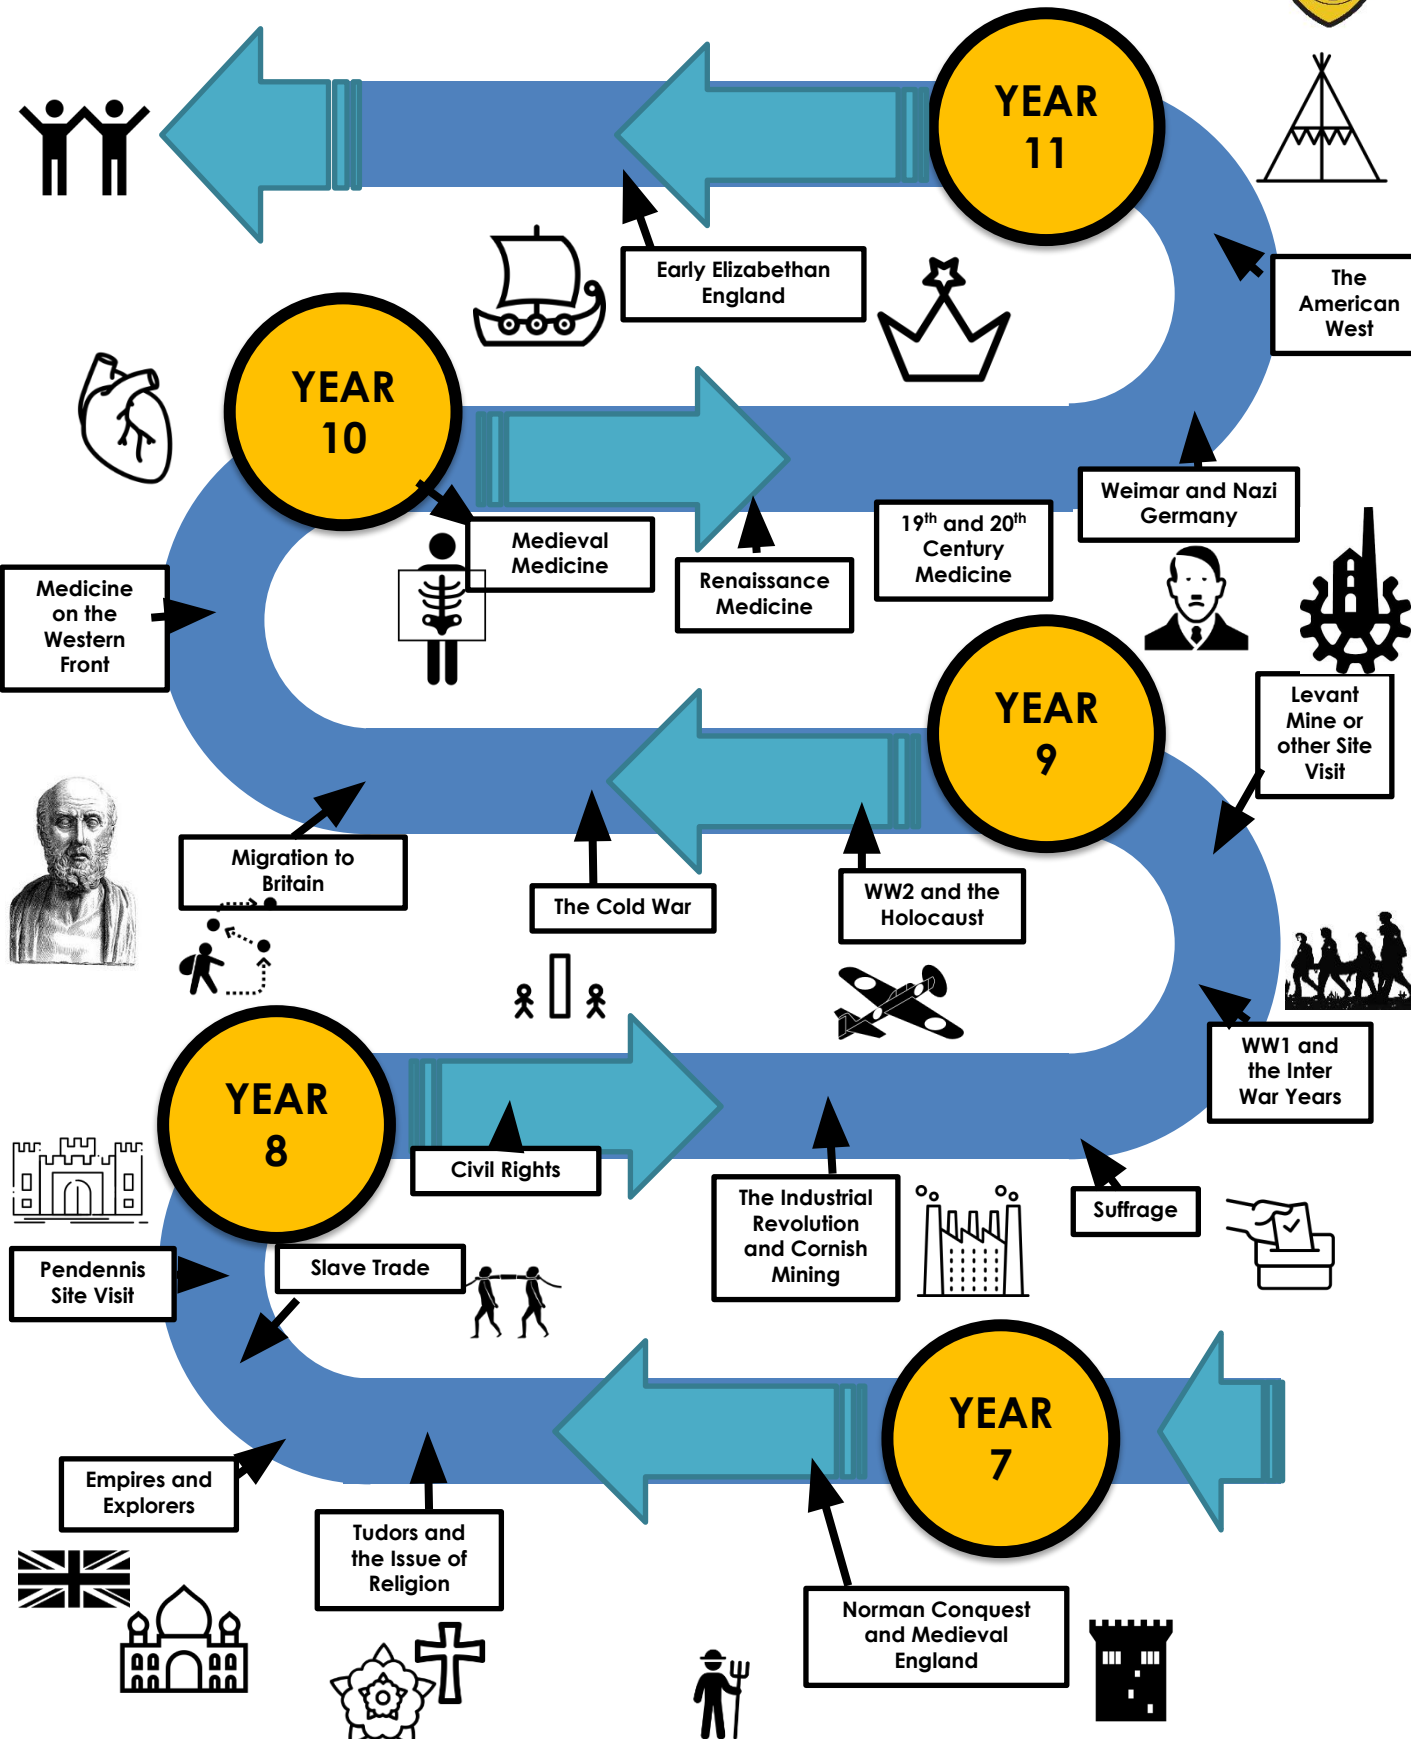 YEAR
11
Early Elizabethan
England
The
American
West
YEAR
10
Weimar and Nazi
Germany
19th and 20th
Century
Medicine
Medieval
Medicine
Renaissance
Medicine
Medicine
on the
Western
Front
YEAR
9
Levant
Mine or
other Site
Visit
Migration to
Britain
The Cold War
WW2 and the
Holocaust
WW1 and
the Inter
War Years
YEAR
8
Civil Rights
The Industrial
Revolution
and Cornish
Mining
Suffrage
Pendennis
Site Visit
Slave Trade
YEAR
7
Empires and
Explorers
Tudors and
the Issue of
Religion
Norman Conquest
and Medieval
England